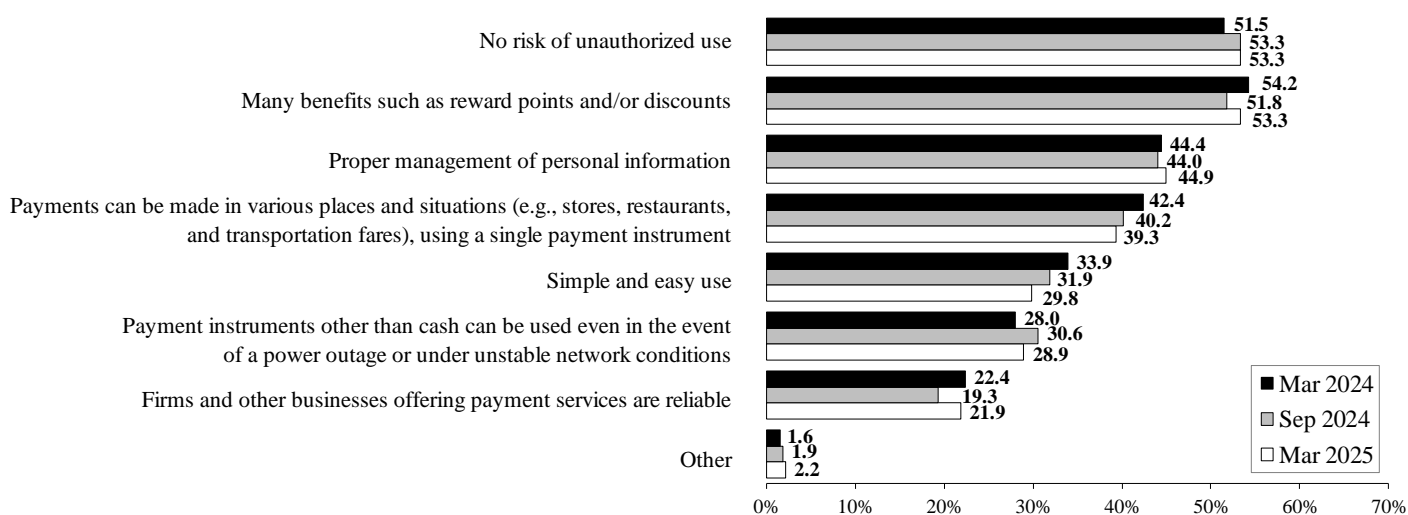 No risk of unauthorized use
51.5
53.3
53.3
Many benefits such as reward points and/or discounts
54.2
51.8
53.3
Proper management of personal information
44.4
44.0
44.9
Payments can be made in various places and situations (e.g., stores, restaurants,
and transportation fares), using a single payment instrument
42.4
40.2
39.3
Simple and easy use
33.9
31.9
29.8
Payment instruments other than cash can be used even in the event
of a power outage or under unstable network conditions
28.0
30.6
28.9
Firms and other businesses offering payment services are reliable
22.4
19.3
21.9
Other
1.6
1.9
2.2
Mar 2024
Sep 2024
Mar 2025
0% 10% 20% 30% 40% 50% 60% 70%